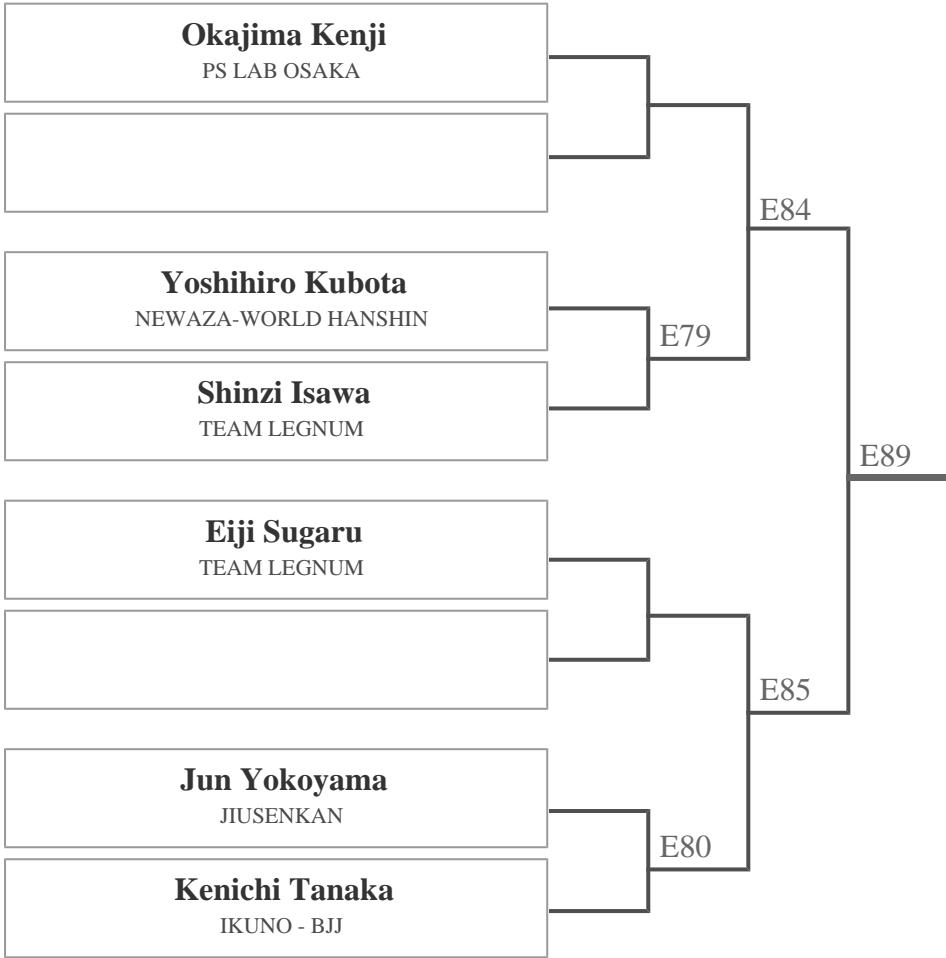 Okajima Kenji
PS LAB OSAKA
E84
Yoshihiro Kubota
NEWAZA-WORLD HANSHIN
E79
Shinzi Isawa
TEAM LEGNUM
E89
Eiji Sugaru
TEAM LEGNUM
E85
Jun Yokoyama
JIUSENKAN
E80
Kenichi Tanaka
IKUNO - BJJ